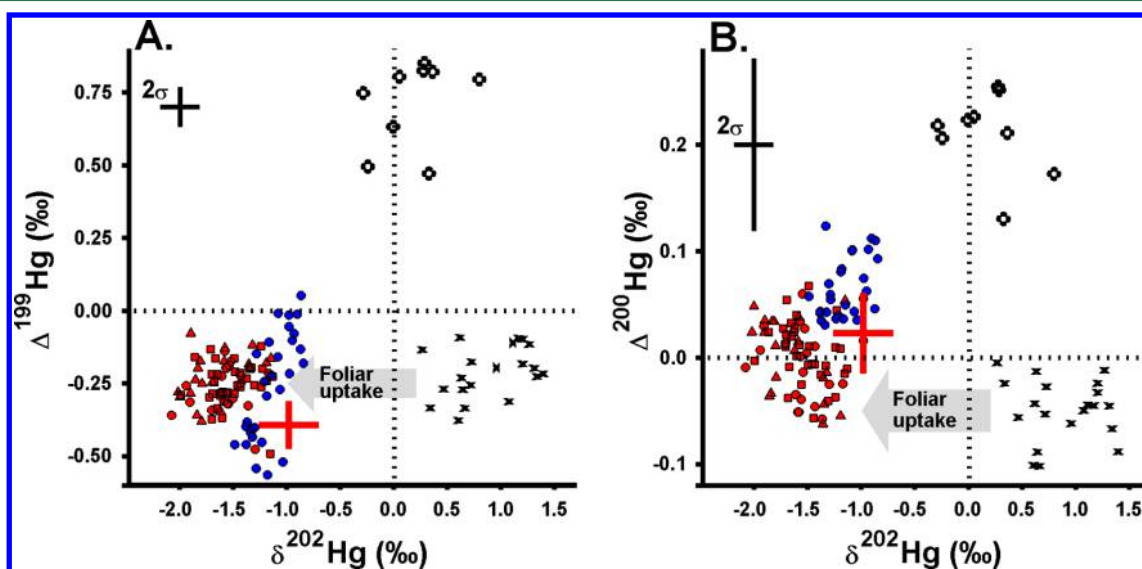 A.
Δ¹⁹⁹Hg (‰)
0.75
0.50
0.25
0.00
-0.25
-0.50
2σ
Foliar
uptake
-2.0 -1.5 -1.0 -0.5 0.0 0.5 1.0 1.5
δ²⁰²Hg (‰)
B.
Δ²⁰⁰Hg (‰)
0.2
0.1
0.0
-0.1
2σ
Foliar
uptake
-2.0 -1.5 -1.0 -0.5 0.0 0.5 1.0 1.5
δ²⁰²Hg (‰)